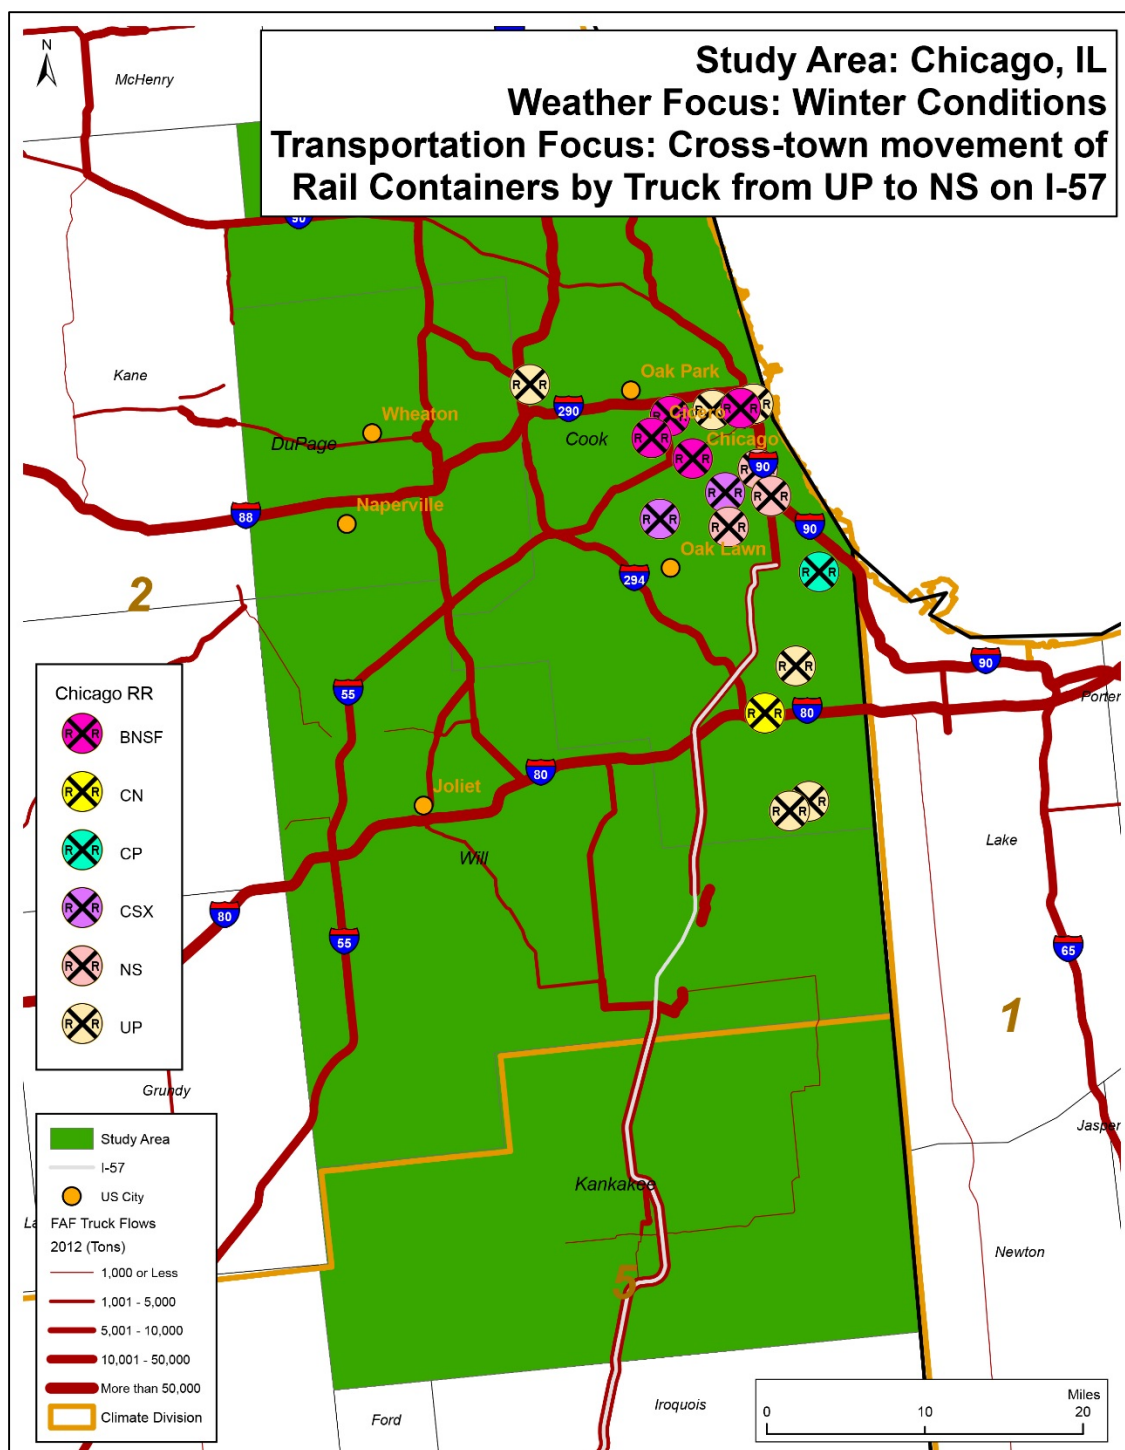 N
McHenry
Study Area: Chicago, IL
Weather Focus: Winter Conditions
Transportation Focus: Cross-town movement of
Rail Containers by Truck from UP to NS on I-57
90
Kane
Oak Park
R R
290
Wheaton
Cicero
R R
R R
R R
R R
DuPage
Cook
Chicago
R R
R R
90
Naperville
88
R R
R R
R R
R R
90
Oak Lawn
294
R R
2
R R
90
55
Porter
R R
80
80
Joliet
R R
R
Lake
Will
80
55
65
1
Chicago RR
R R BNSF
R R CN
R R CP
R R CSX
R R NS
R R UP
Grundy
Jasper
Kankakee
Newton
5
Study Area
I-57
US City
FAF Truck Flows
2012 (Tons)
1,000 or Less
1,001 - 5,000
5,001 - 10,000
10,001 - 50,000
More than 50,000
Climate Division
Ford
Iroquois
Miles
0 10 20